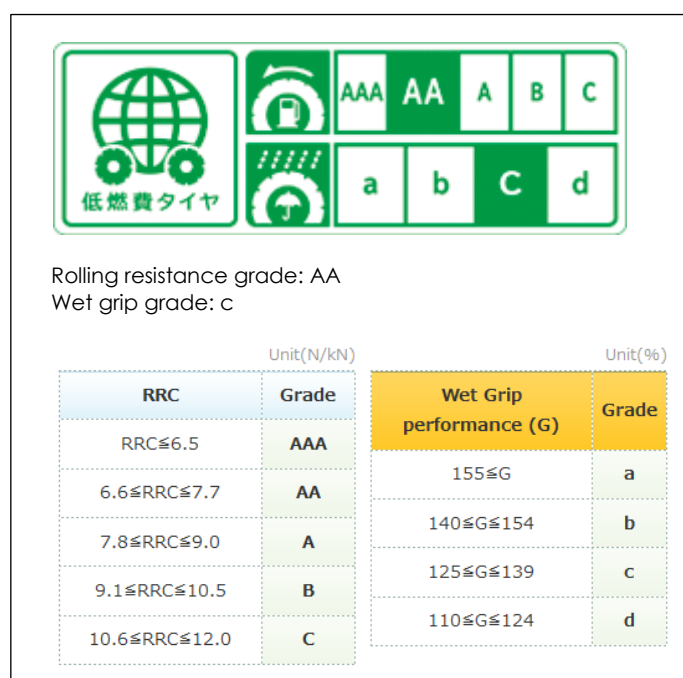 AAA AA A B C
低燃費タイヤ
a b c d
Rolling resistance grade: AA
Wet grip grade: c
Unit(N/kN)
RRC Grade
RRC≦6.5 AAA
6.6≦RRC≦7.7 AA
7.8≦RRC≦9.0 A
9.1≦RRC≦10.5 B
10.6≦RRC≦12.0 C
Unit(%)
Wet Grip
performance (G) Grade
155≦G a
140≦G≦154 b
125≦G≦139 c
110≦G≦124 d